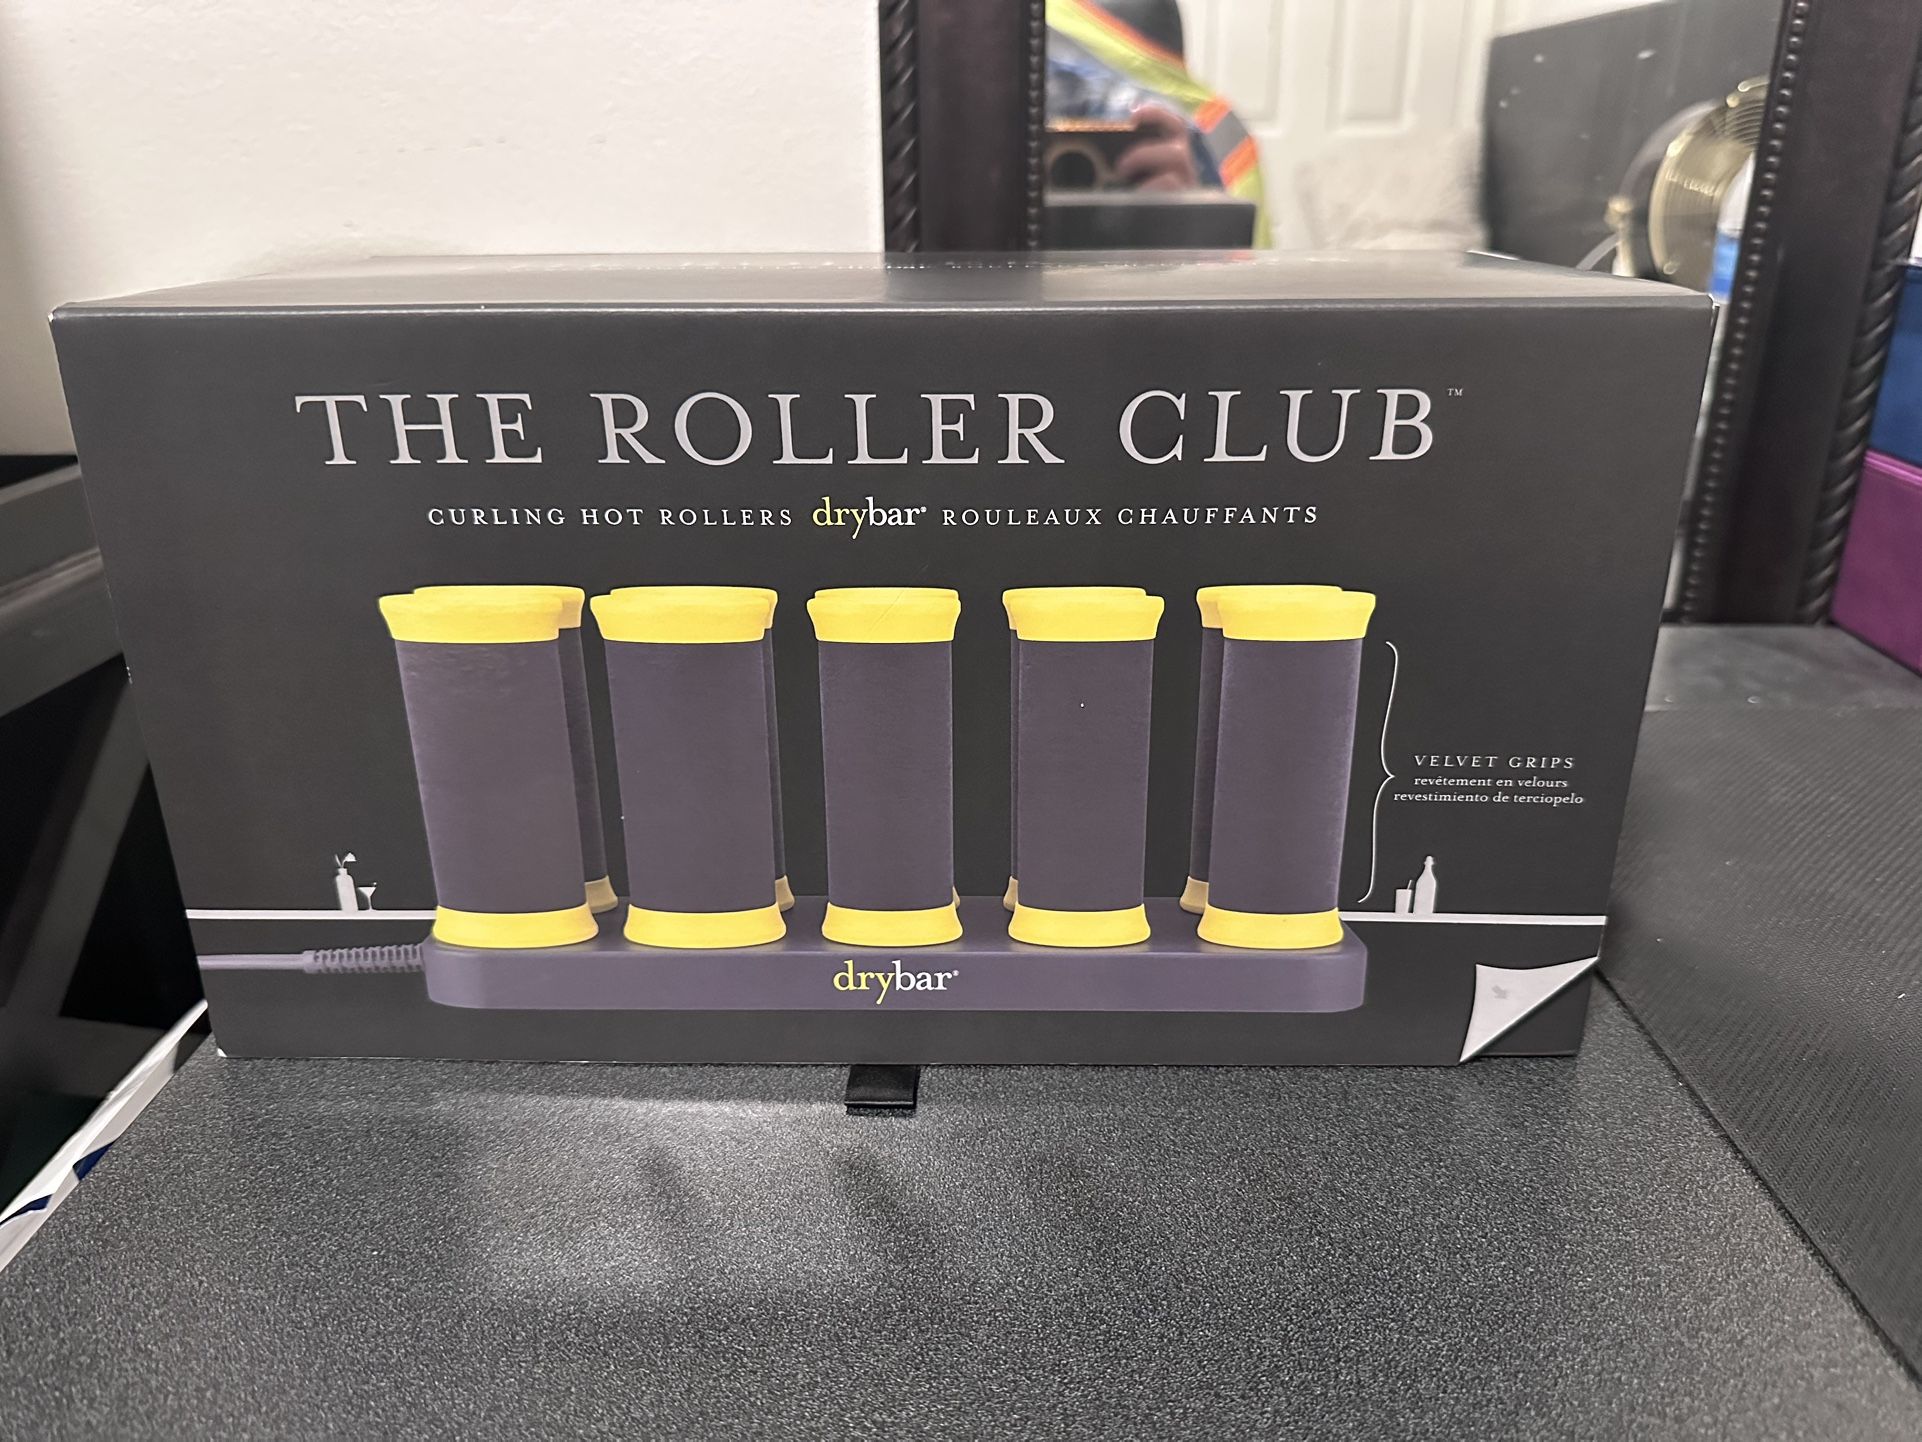 THE ROLLER CLUB™
CURLING HOT ROLLERS drybar® ROULEAUX CHAUFFANTS
VELVET GRIPS
revêtement en velours
revestimiento de terciopelo
drybar®